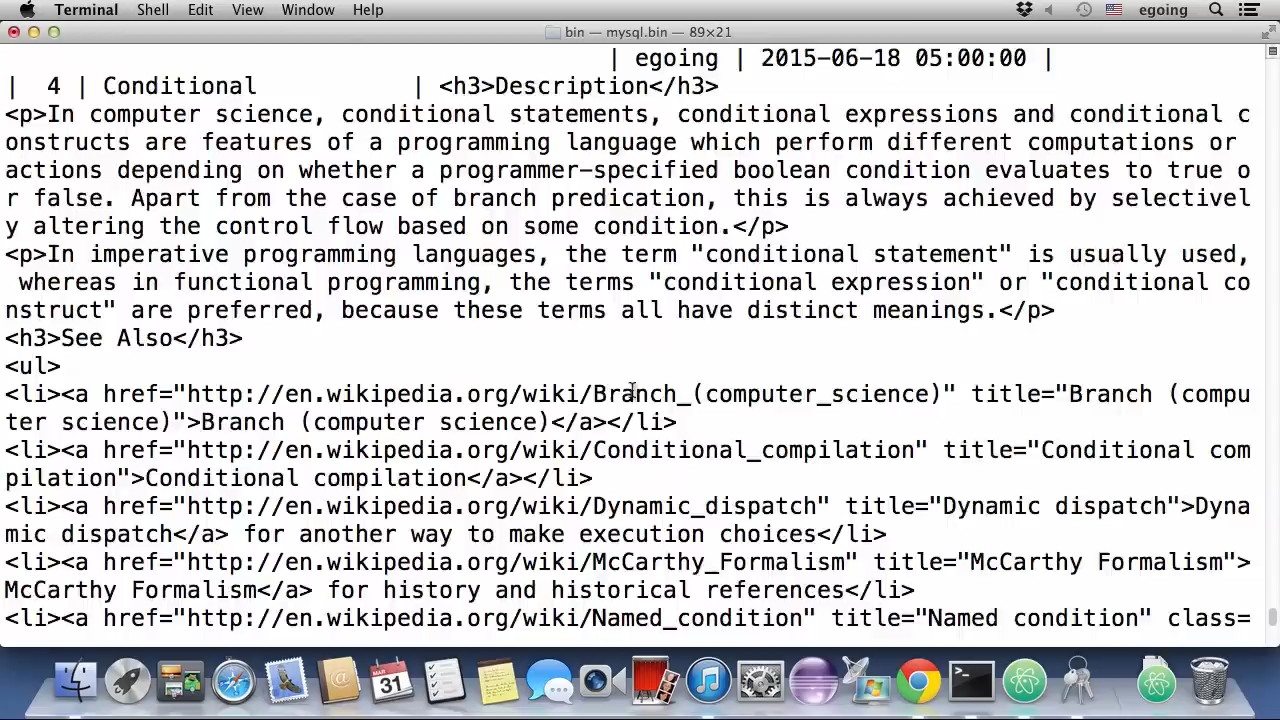 Terminal Shell Edit View Window Help egoing
bin — mysql.bin — 89×21
| egoing | 2015-06-18 05:00:00 |
| 4 | Conditional | <h3>Description</h3>
<p>In computer science, conditional statements, conditional expressions and conditional c
onstructs are features of a programming language which perform different computations or
actions depending on whether a programmer-specified boolean condition evaluates to true o
r false. Apart from the case of branch predication, this is always achieved by selectivel
y altering the control flow based on some condition.</p>
<p>In imperative programming languages, the term "conditional statement" is usually used,
whereas in functional programming, the terms "conditional expression" or "conditional co
nstruct" are preferred, because these terms all have distinct meanings.</p>
<h3>See Also</h3>
<ul>
<li><a href="http://en.wikipedia.org/wiki/Branch_(computer_science)" title="Branch (compu
ter science)">Branch (computer science)</a></li>
<li><a href="http://en.wikipedia.org/wiki/Conditional_compilation" title="Conditional com
pilation">Conditional compilation</a></li>
<li><a href="http://en.wikipedia.org/wiki/Dynamic_dispatch" title="Dynamic dispatch">Dyna
mic dispatch</a> for another way to make execution choices</li>
<li><a href="http://en.wikipedia.org/wiki/McCarthy_Formalism" title="McCarthy Formalism">
McCarthy Formalism</a> for history and historical references</li>
<li><a href="http://en.wikipedia.org/wiki/Named_condition" title="Named condition" class=
MAR
31